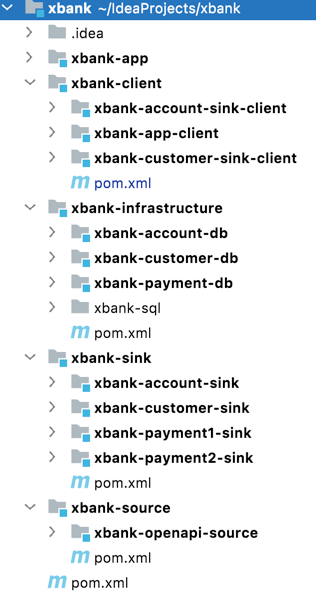 xbank ~/IdeaProjects/xbank
.idea
xbank-app
xbank-client
xbank-account-sink-client
xbank-app-client
xbank-customer-sink-client
m pom.xml
xbank-infrastructure
xbank-account-db
xbank-customer-db
xbank-payment-db
xbank-sql
m pom.xml
xbank-sink
xbank-account-sink
xbank-customer-sink
xbank-payment1-sink
xbank-payment2-sink
m pom.xml
xbank-source
xbank-openapi-source
m pom.xml
m pom.xml